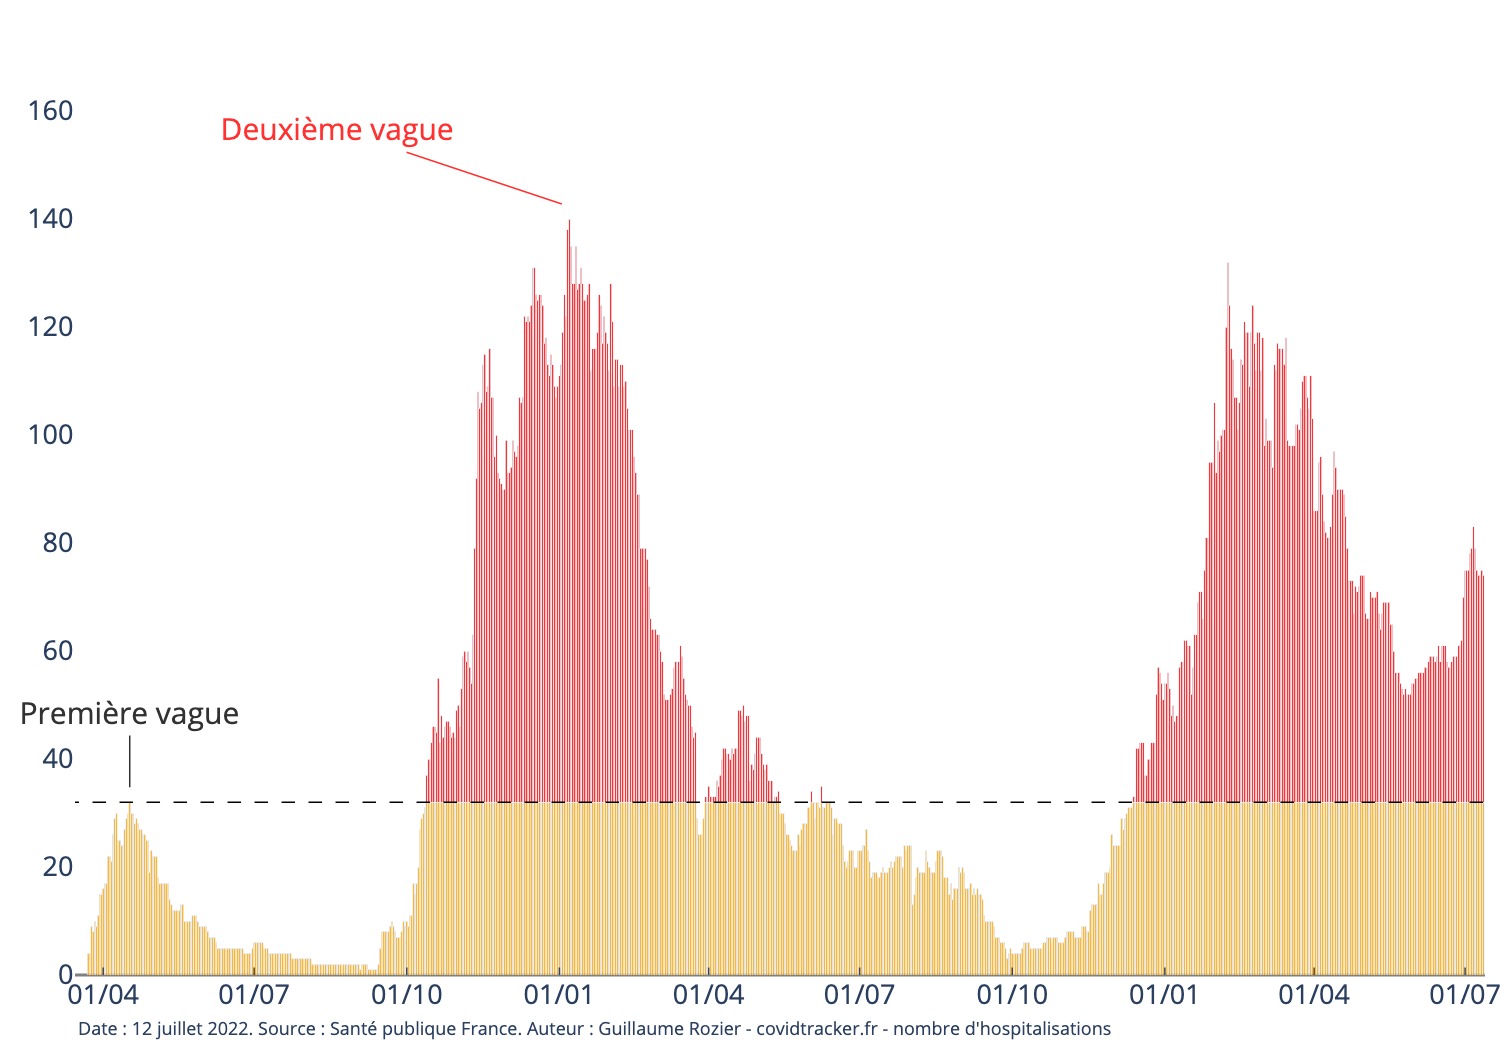 160
Deuxième vague
140
120
100
80
60
Première vague
40
20
0
01/04 01/07 01/10 01/01 01/04 01/07 01/10 01/01 01/04 01/07
Date : 12 juillet 2022. Source : Santé publique France. Auteur : Guillaume Rozier - covidtracker.fr - nombre d'hospitalisations